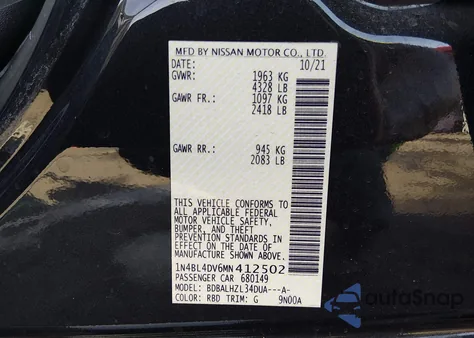 MFD BY NISSAN MOTOR CO., LTD.
DATE: 10/21
GVWR: 1963 KG
4328 LB
GAWR FR.: 1097 KG
2418 LB
GAWR RR.: 945 KG
2083 LB
THIS VEHICLE CONFORMS TO
ALL APPLICABLE FEDERAL
MOTOR VEHICLE SAFETY,
BUMPER, AND THEFT
PREVENTION STANDARDS IN
EFFECT ON THE DATE OF
MANUFACTURE SHOWN ABOVE.
1N4BL4DV6MN412502
PASSENGER CAR 680149
MODEL: BDBALHZL34DUA---A-
COLOR: RBD TRIM: G 9N00A
AutoSnap